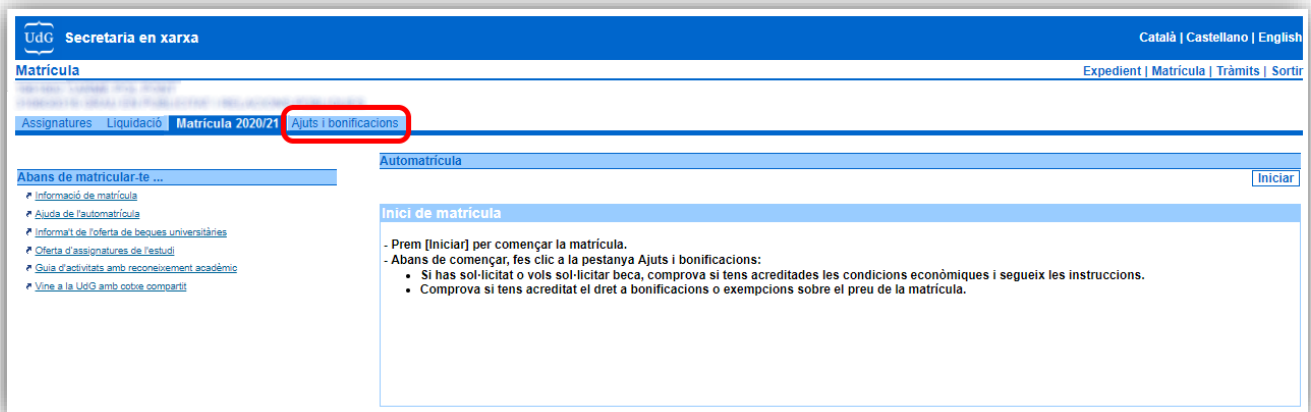 UdG Secretaria en xarxa
Català | Castellano | English
Matrícula
Expedient | Matrícula | Tràmits | Sortir
Assignatures Liquidació Matrícula 2020/21 Ajuts i bonificacions
Abans de matricular-te ...
Informació de matrícula
Ajuda de l'automatrícula
Informa't de l'oferta de beques universitàries
Oferta d'assignatures de l'estudi
Guia d'activitats amb reconeixement acadèmic
Vine a la UdG amb cotxe compartit
Automatrícula
Iniciar
Inici de matrícula
- Prem [Iniciar] per començar la matrícula.
- Abans de començar, fes clic a la pestanya Ajuts i bonificacions:
• Si has sol·licitat o vols sol·licitar beca, comprova si tens acreditades les condicions econòmiques i segueix les instruccions.
• Comprova si tens acreditat el dret a bonificacions o exempcions sobre el preu de la matrícula.